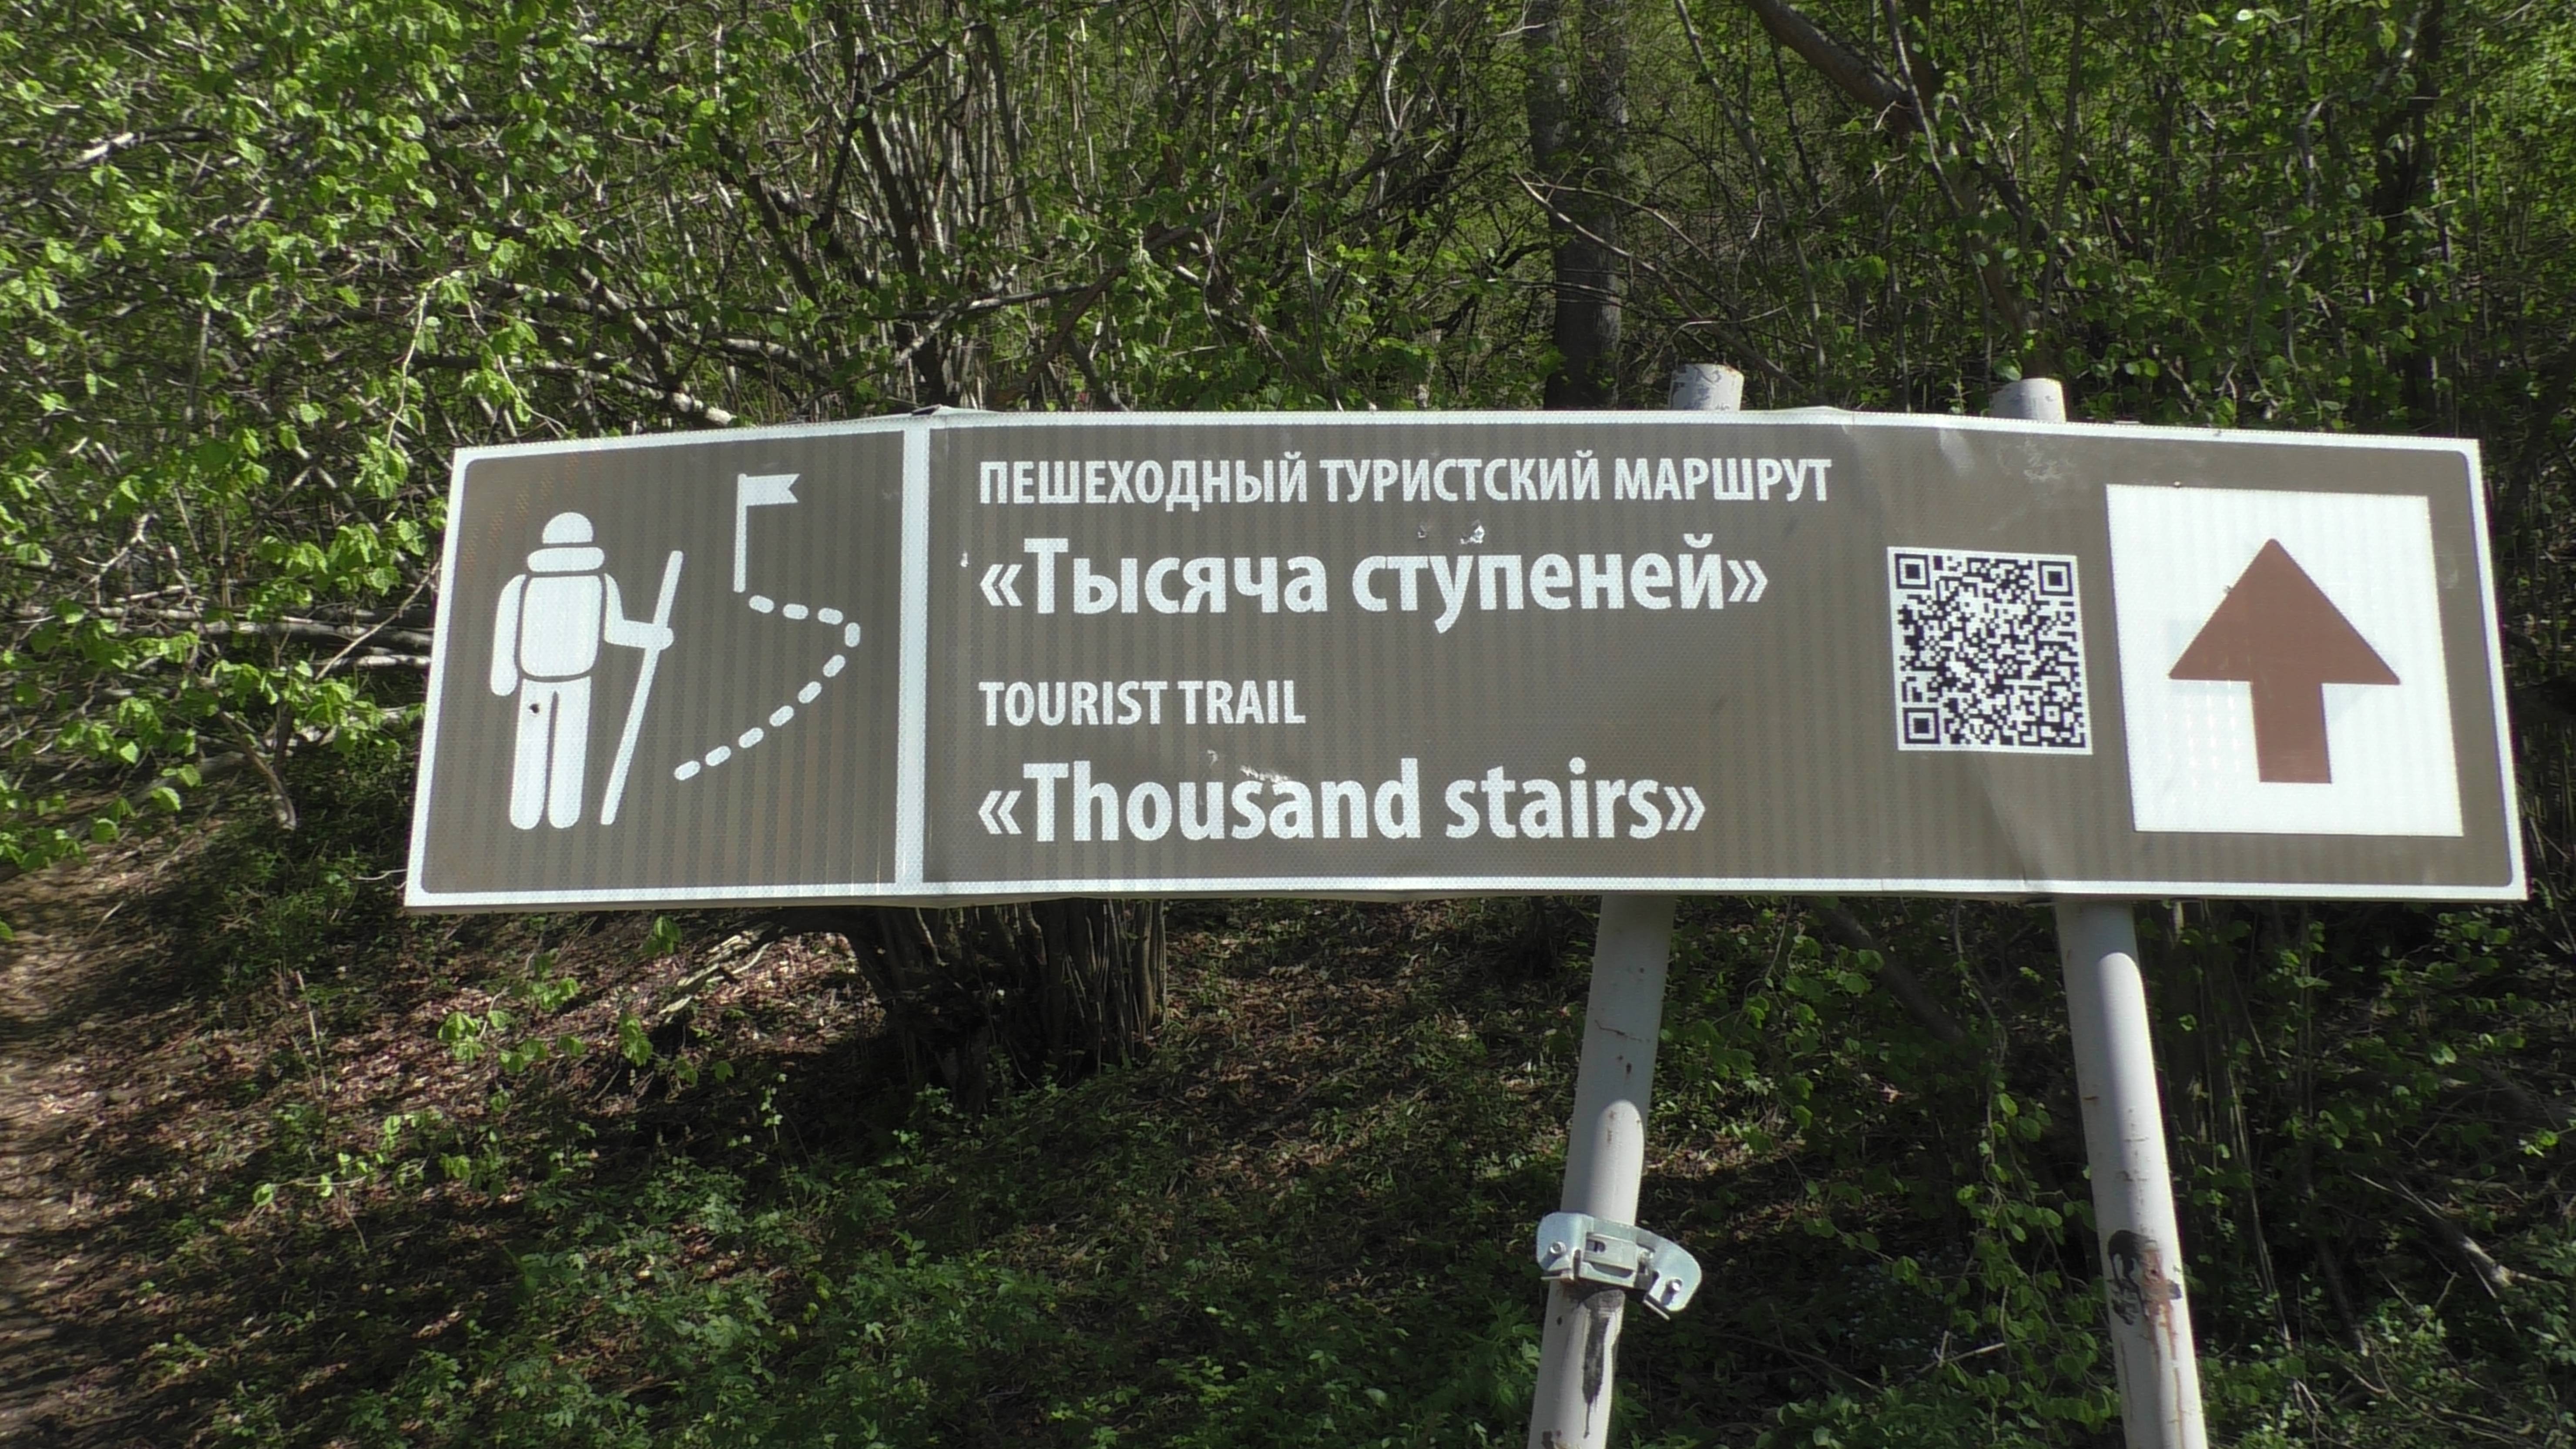 ПЕШЕХОДНЫЙ ТУРИСТСКИЙ МАРШРУТ
«Тысяча ступеней»
TOURIST TRAIL
«Thousand stairs»